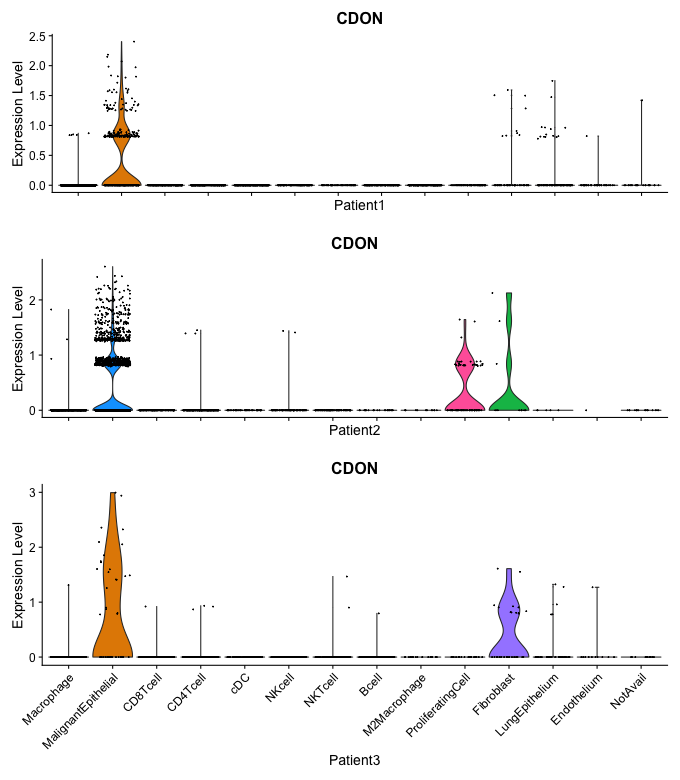 CDON
Expression Level
2.5
2.0
1.5
1.0
0.5
0.0
Patient1
CDON
Expression Level
2
1
0
Patient2
CDON
Expression Level
3
2
1
0
Macrophage
MalignantEpithelial
CD8Tcell
CD4Tcell
cDC
NKcell
NKTcell
Bcell
M2Macrophage
ProliferatingCell
Fibroblast
LungEpithelium
Endothelium
NotAvail
Patient3